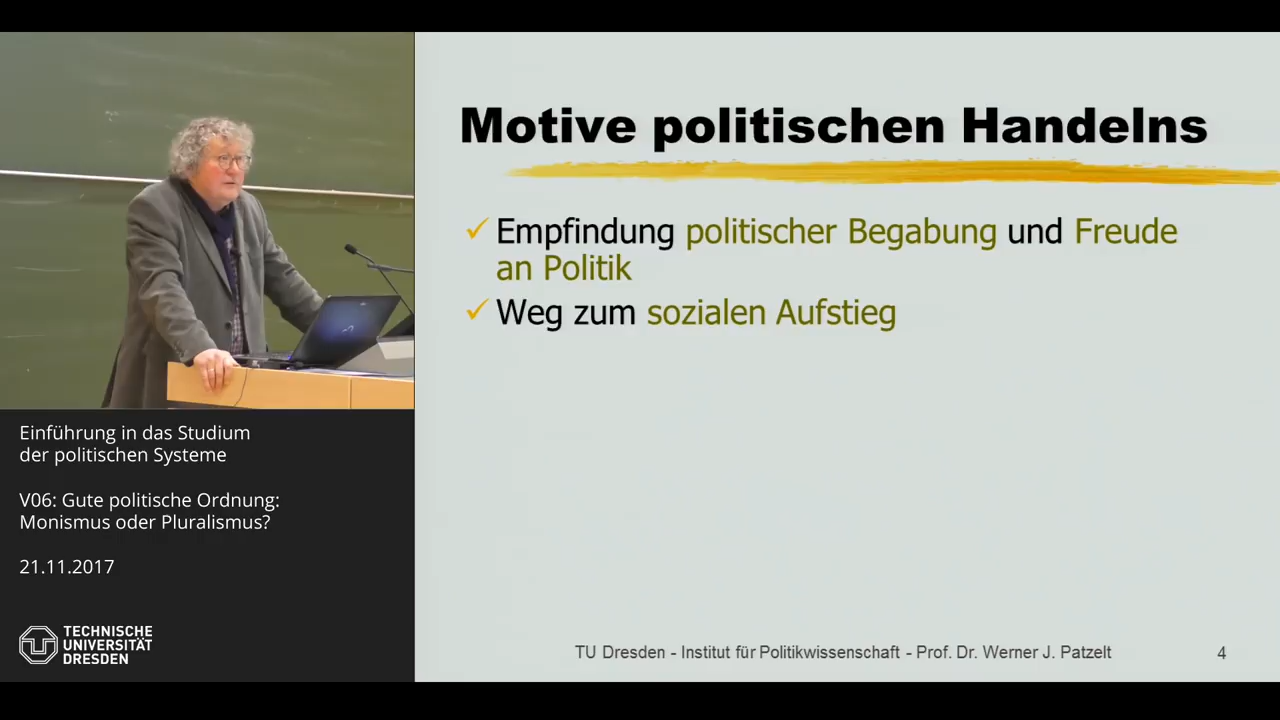 Motive politischen Handelns
✓ Empfindung politischer Begabung und Freude
an Politik
✓ Weg zum sozialen Aufstieg
Einführung in das Studium
der politischen Systeme
V06: Gute politische Ordnung:
Monismus oder Pluralismus?
21.11.2017
TECHNISCHE
UNIVERSITÄT
DRESDEN
TU Dresden - Institut für Politikwissenschaft - Prof. Dr. Werner J. Patzelt
4